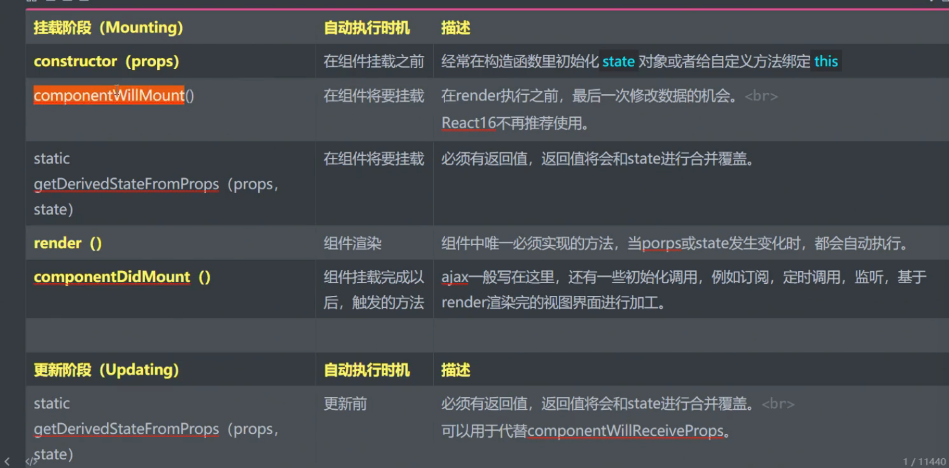 挂载阶段（Mounting） 自动执行时机 描述
constructor（props） 在组件挂载之前 经常在构造函数里初始化 state 对象或者给自定义方法绑定 this
componentWillMount() 在组件将要挂载 在render执行之前，最后一次修改数据的机会。<br>
React16不再推荐使用。
static 在组件将要挂载 必须有返回值，返回值将会和state进行合并覆盖。
getDerivedStateFromProps（props，
state）
render（） 组件渲染 组件中唯一必须实现的方法，当porps或state发生变化时，都会自动执行。
componentDidMount（） 组件挂载完成以 ajax一般写在这里，还有一些初始化调用，例如订阅，定时调用，监听，基于
后，触发的方法 render渲染完的视图界面进行加工。
更新阶段（Updating） 自动执行时机 描述
static 更新前 必须有返回值，返回值将会和state进行合并覆盖。<br>
getDerivedStateFromProps（props， 可以用于代替componentWillReceiveProps。
state）
< </> 1 / 11440